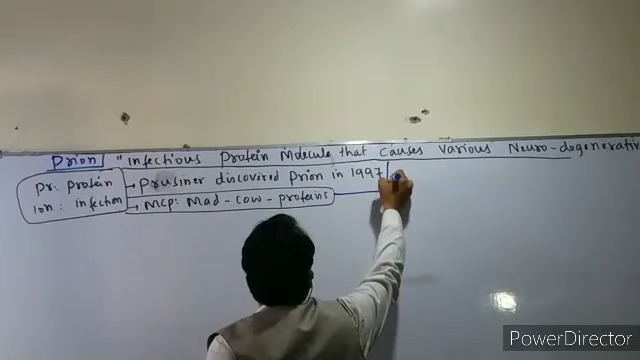 Prion "Infectious Protein Molecule that causes various Neuro-degenerativ
Pr: Protein
Ion: infection
→ Prusiner discovered Prion in 1997
→ MCP: Mad-cow-proteins
PowerDirector